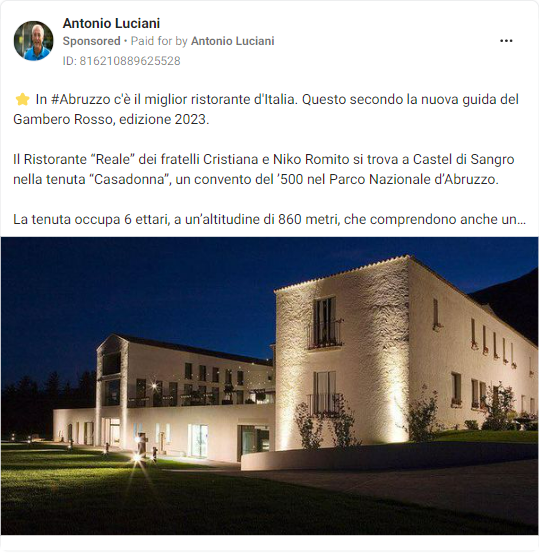 Antonio Luciani
Sponsored • Paid for by Antonio Luciani
ID: 816210889625528
⭐ In #Abruzzo c'è il miglior ristorante d'Italia. Questo secondo la nuova guida del
Gambero Rosso, edizione 2023.
Il Ristorante “Reale” dei fratelli Cristiana e Niko Romito si trova a Castel di Sangro
nella tenuta “Casadonna”, un convento del ’500 nel Parco Nazionale d’Abruzzo.
La tenuta occupa 6 ettari, a un’altitudine di 860 metri, che comprendono anche un...